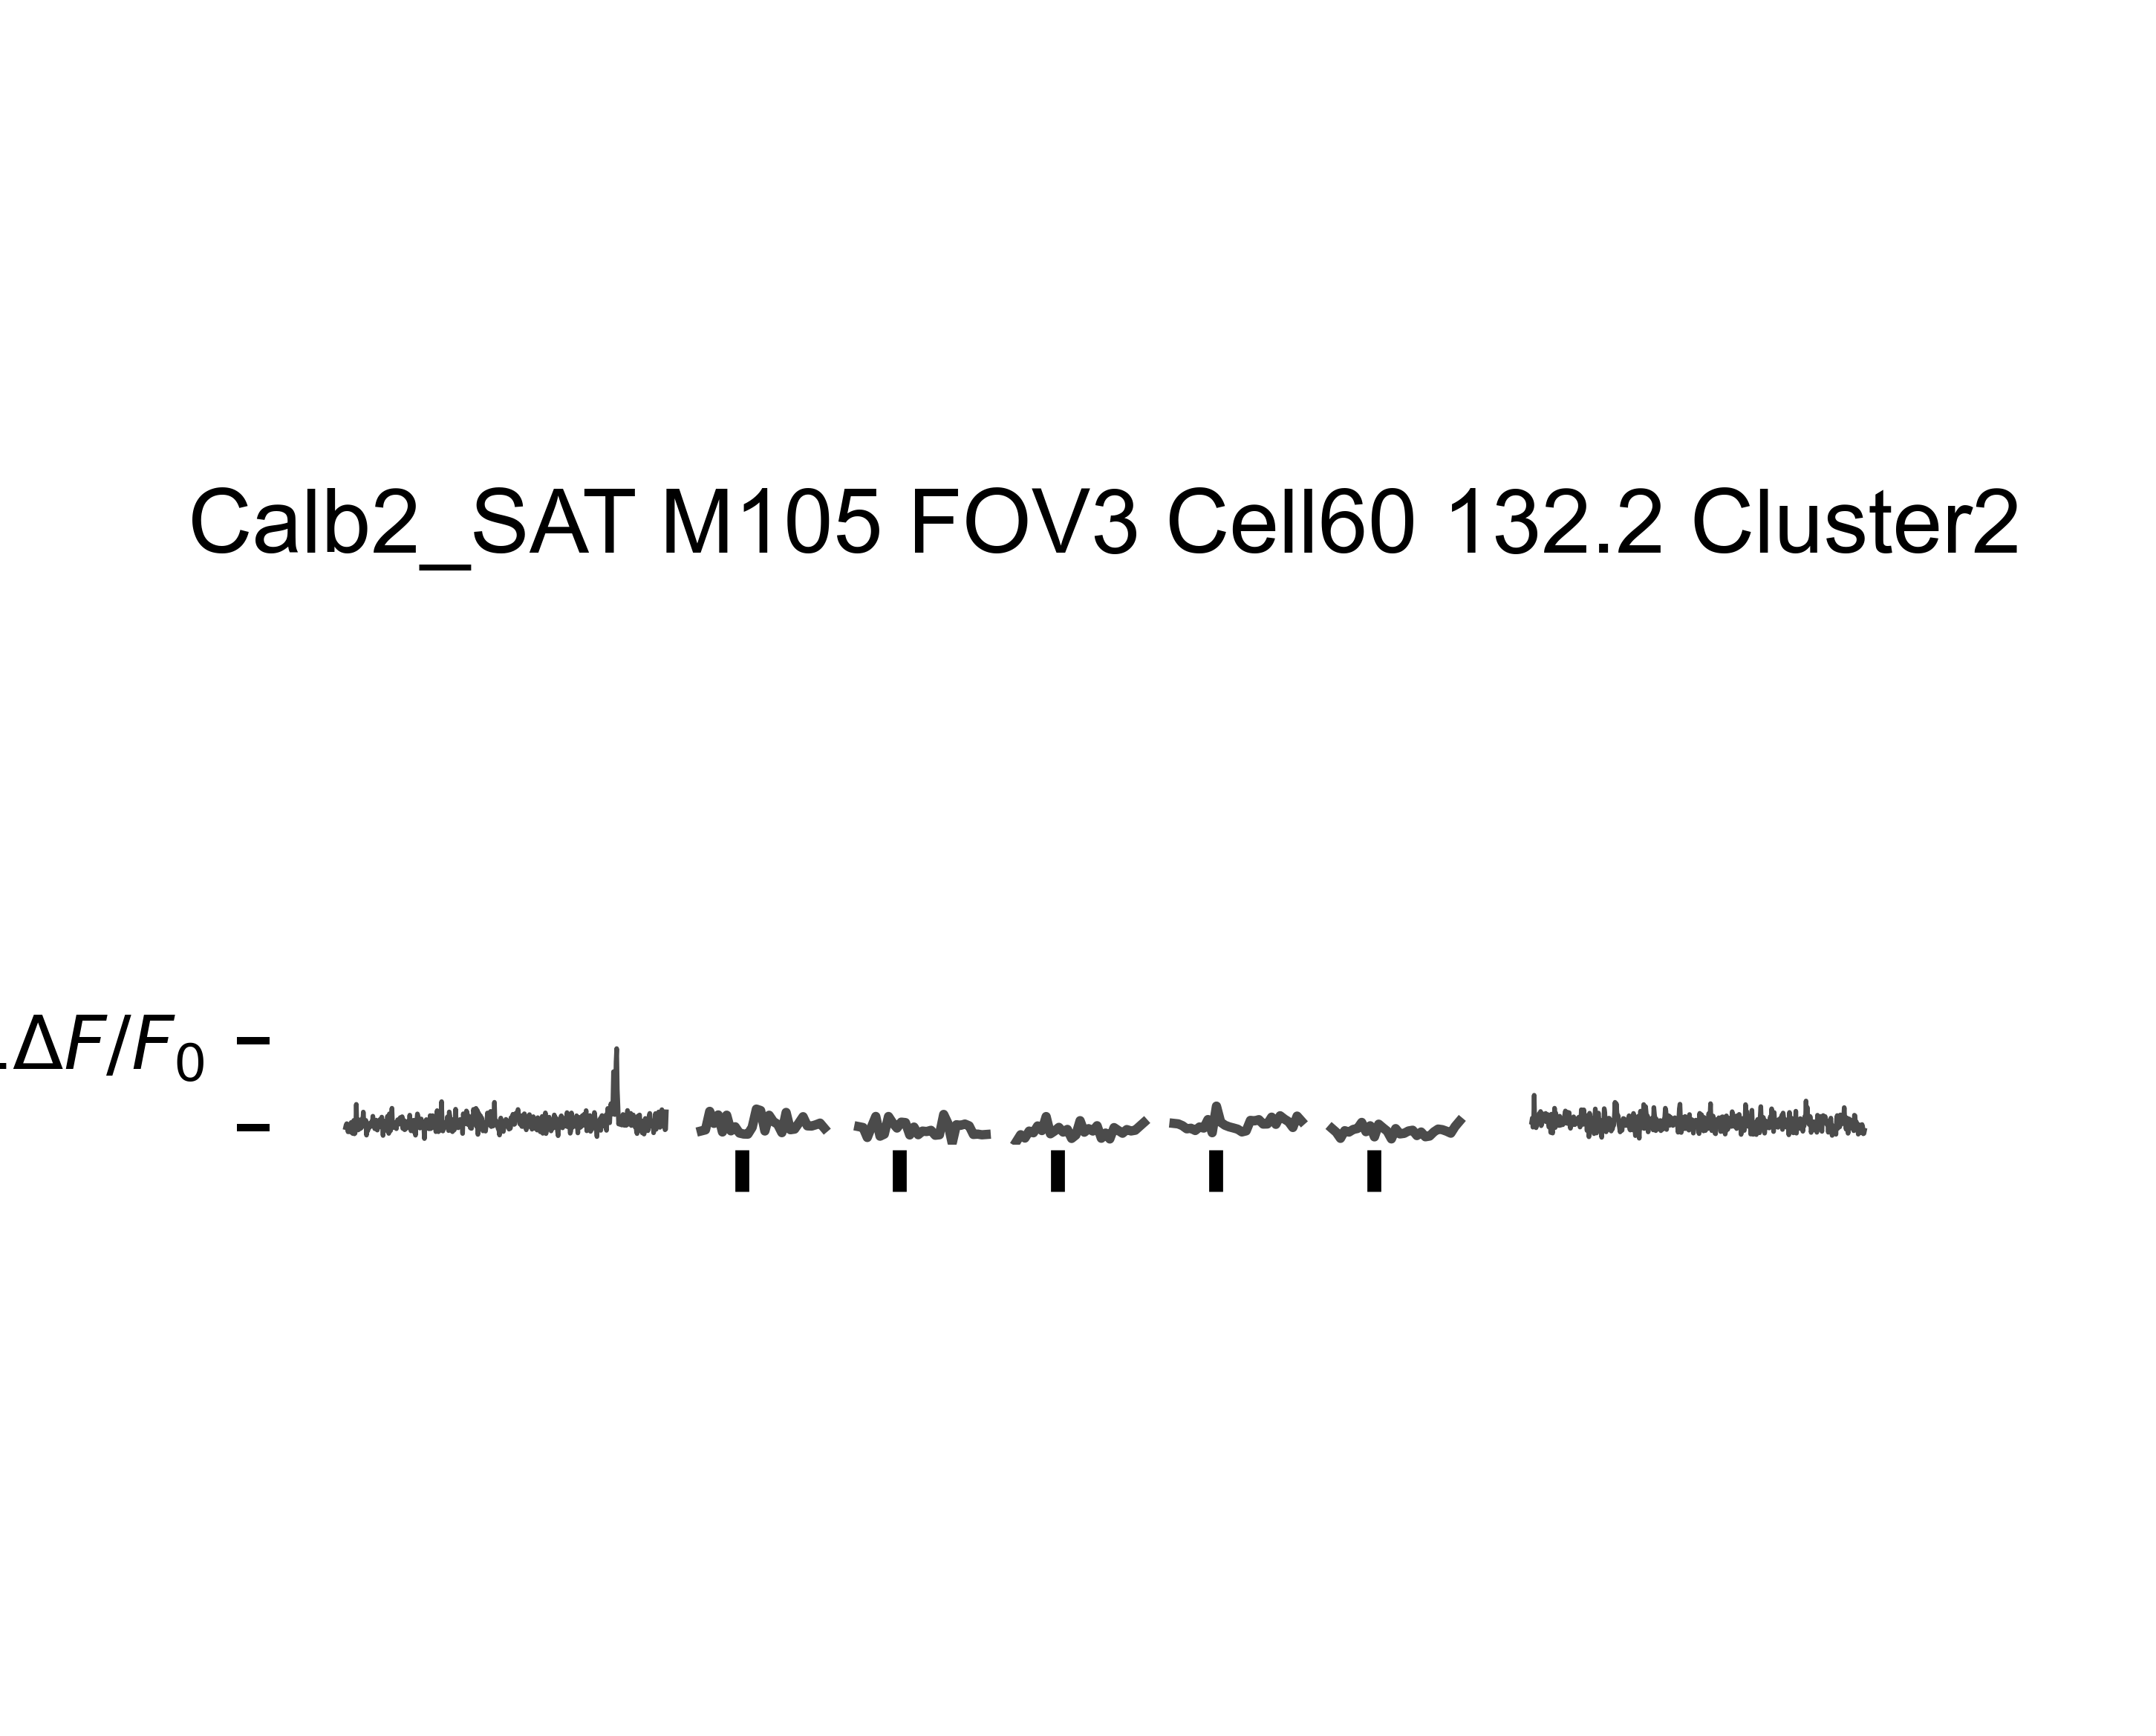 Calb2_SAT M105 FOV3 Cell60 132.2 Cluster2
.ΔF/F₀